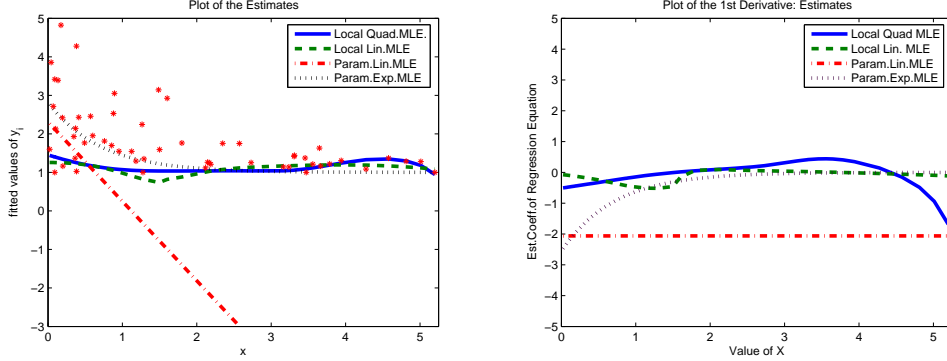 Plot of the Estimates
5
4
3
2
1
0
−1
−2
−3
0
1
2
3
4
5
x
fitted values of y_i
Local Quad.MLE.
Local Lin.MLE
Param.Lin.MLE
Param.Exp.MLE
Plot of the 1st Derivative: Estimates
5
4
3
2
1
0
−1
−2
−3
−4
−5
0
1
2
3
4
5
Value of X
Est.Coeff.of Regression Equation
Local Quad MLE
Local Lin. MLE
Param.Lin.MLE
Param.Exp.MLE